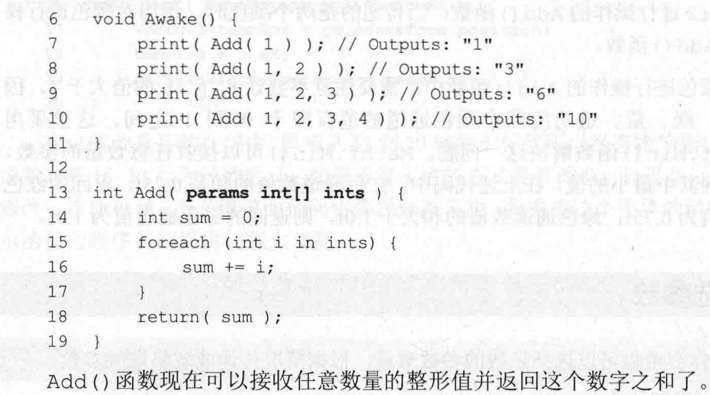 6 void Awake() {
7 print( Add( 1 ) ); // Outputs: "1"
8 print( Add( 1, 2 ) ); // Outputs: "3"
9 print( Add( 1, 2, 3 ) ); // Outputs: "6"
10 print( Add( 1, 2, 3, 4 ) ); // Outputs: "10"
11 }
12
13 int Add( params int[] ints ) {
14 int sum = 0;
15 foreach (int i in ints) {
16 sum += i;
17 }
18 return( sum );
19 }
Add()函数现在可以接收任意数量的整形值并返回这个数字之和了。